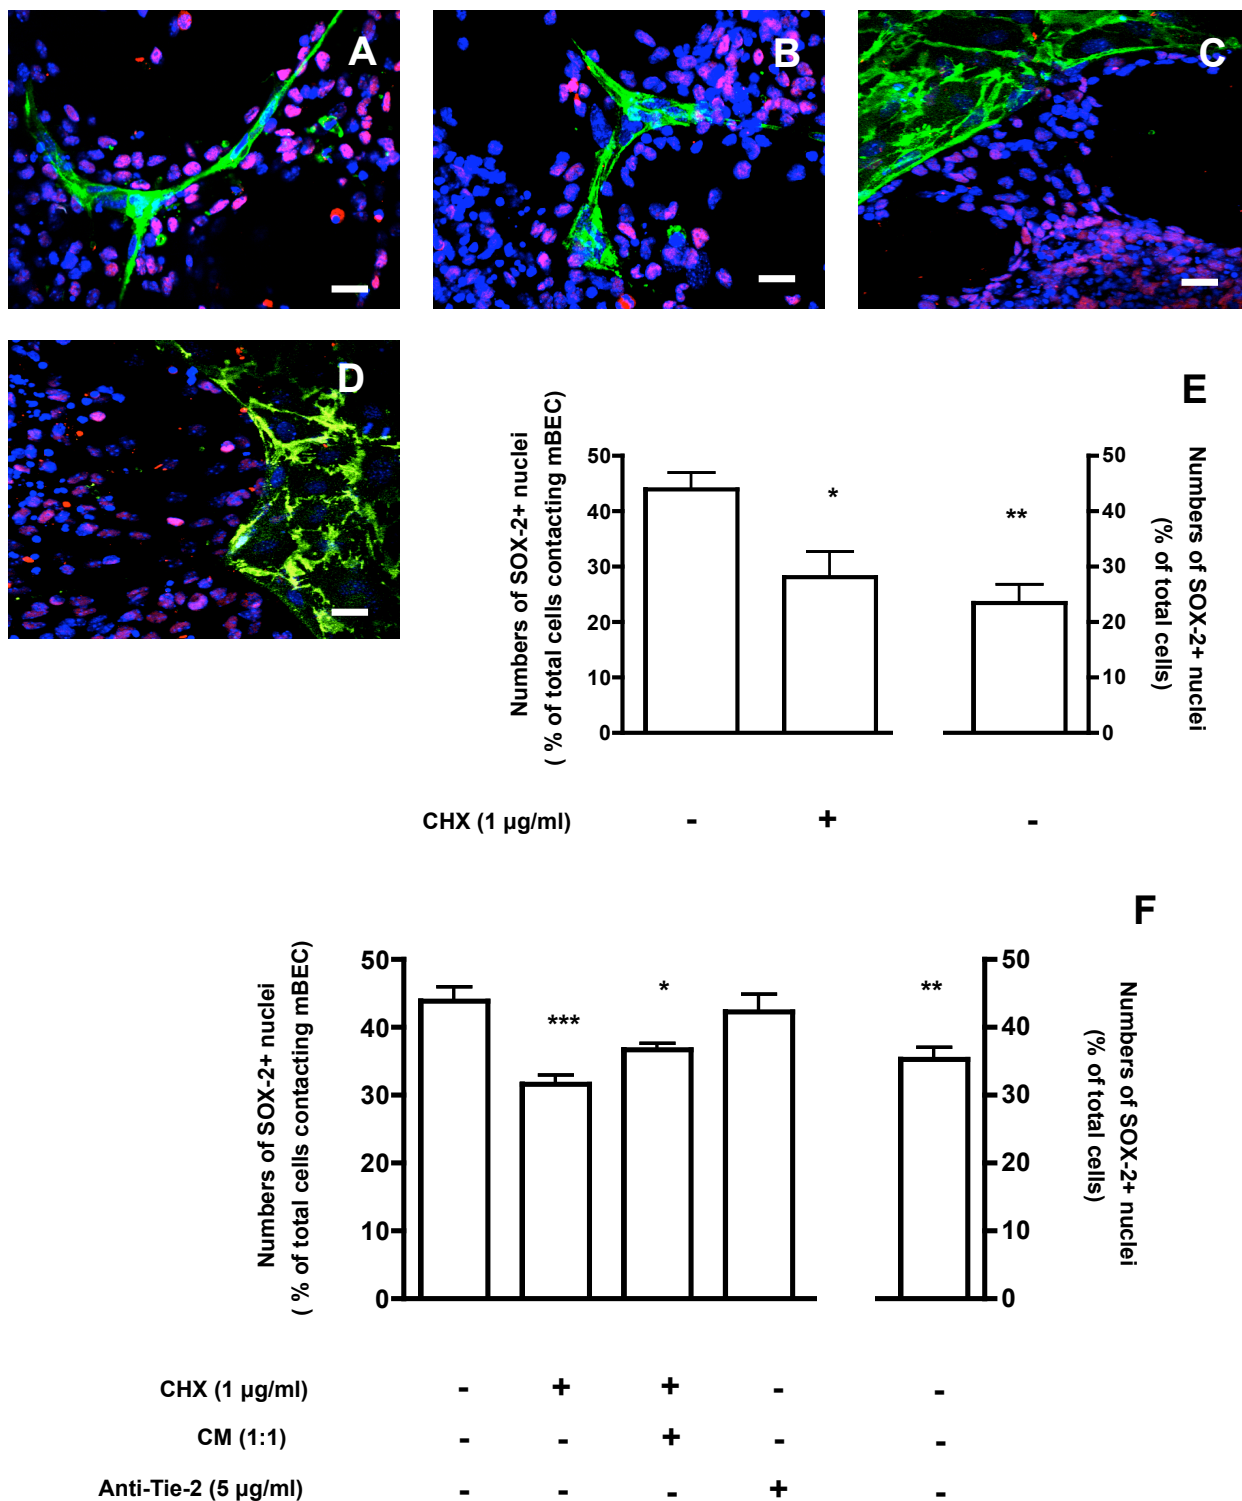 A
B
C
D
E
Numbers of SOX-2+ nuclei
( % of total cells contacting mBEC)
50
40
30
20
10
0
*
**
50
40
30
20
10
0
Numbers of SOX-2+ nuclei
(% of total cells)
CHX (1 µg/ml) - + -
F
Numbers of SOX-2+ nuclei
( % of total cells contacting mBEC)
50
40
30
20
10
0
***
*
**
50
40
30
20
10
0
Numbers of SOX-2+ nuclei
(% of total cells)
CHX (1 µg/ml) - + + - -
CM (1:1) - - + - -
Anti-Tie-2 (5 µg/ml) - - - + -